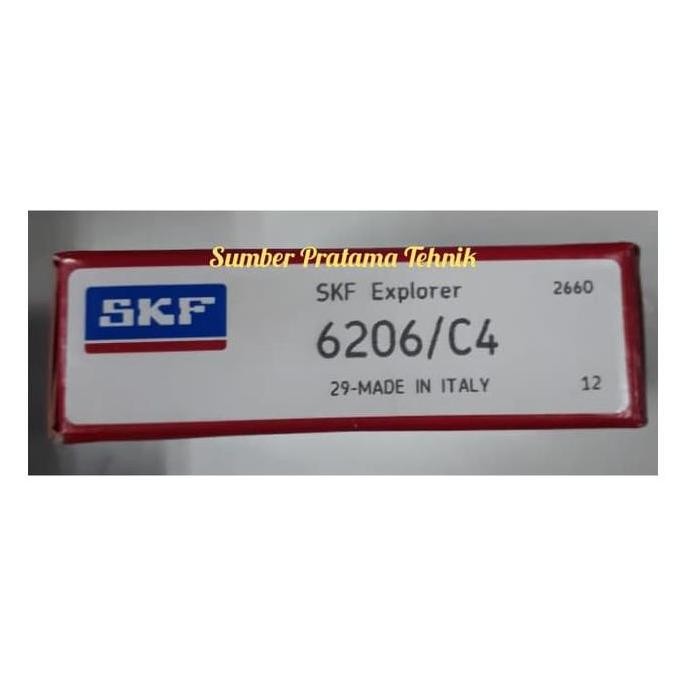 Sumber Pratama Tehnik
SKF
SKF Explorer
2660
6206/C4
29-MADE IN ITALY
12